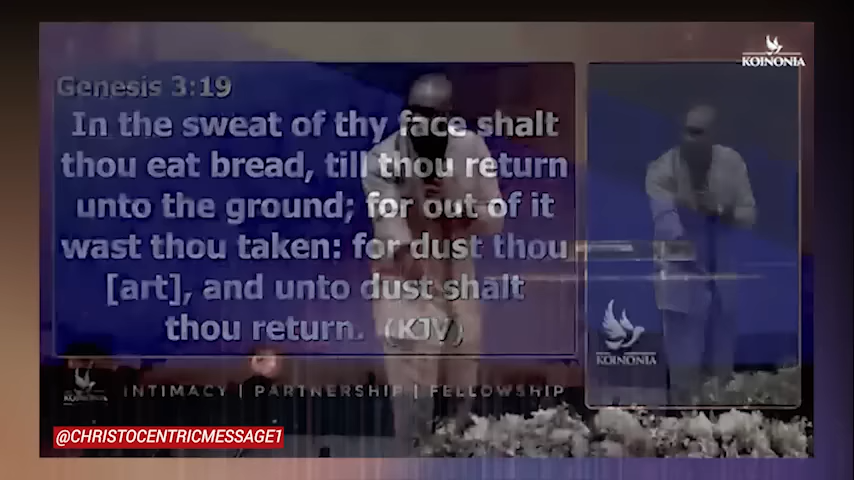 KOINONIA
Genesis 3:19
In the sweat of thy face shalt
thou eat bread, till thou return
unto the ground; for out of it
wast thou taken: for dust thou
[art], and unto dust shalt
thou return. (KJV)
KOINONIA
KOINONIA
INTIMACY | PARTNERSHIP | FELLOWSHIP
@CHRISTOCENTRICMESSAGE1